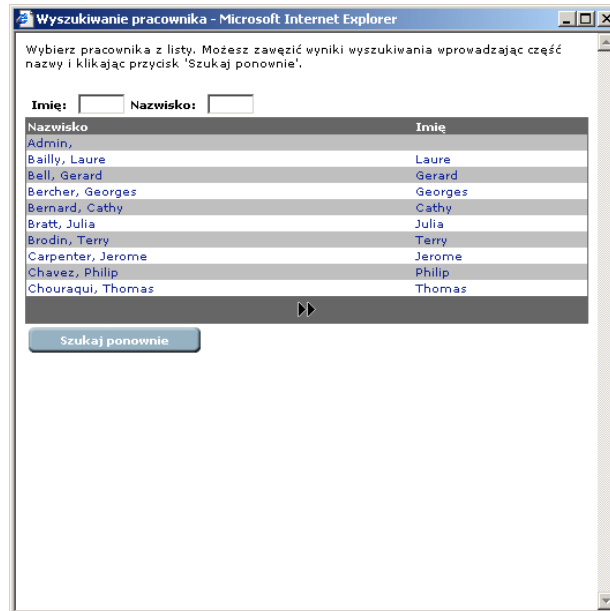 Wyszukiwanie pracownika - Microsoft Internet Explorer
Wybierz pracownika z listy. Możesz zawęzić wyniki wyszukiwania wprowadzając część
nazwy i klikając przycisk 'Szukaj ponownie'.
Imię: Nazwisko:
Nazwisko Imię
Admin,
Bailly, Laure Laure
Bell, Gerard Gerard
Bercher, Georges Georges
Bernard, Cathy Cathy
Bratt, Julia Julia
Brodin, Terry Terry
Carpenter, Jerome Jerome
Chavez, Philip Philip
Chouraqui, Thomas Thomas
Szukaj ponownie